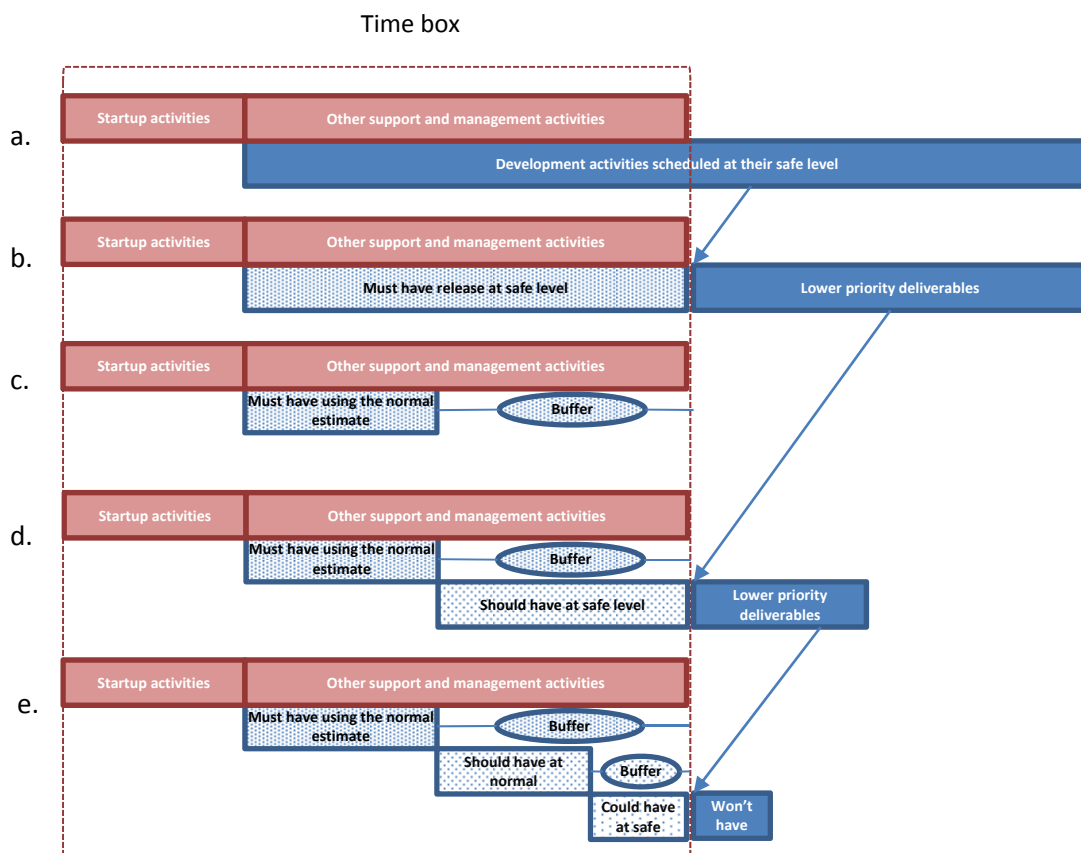 Time box
a.
Startup activities
Other support and management activities
Development activities scheduled at their safe level
b.
Startup activities
Other support and management activities
Must have release at safe level
Lower priority deliverables
c.
Startup activities
Other support and management activities
Must have using the normal
estimate
Buffer
d.
Startup activities
Other support and management activities
Must have using the normal
estimate
Buffer
Should have at safe level
Lower priority
deliverables
e.
Startup activities
Other support and management activities
Must have using the normal
estimate
Buffer
Should have at
normal
Buffer
Could have
at safe
Won't
have